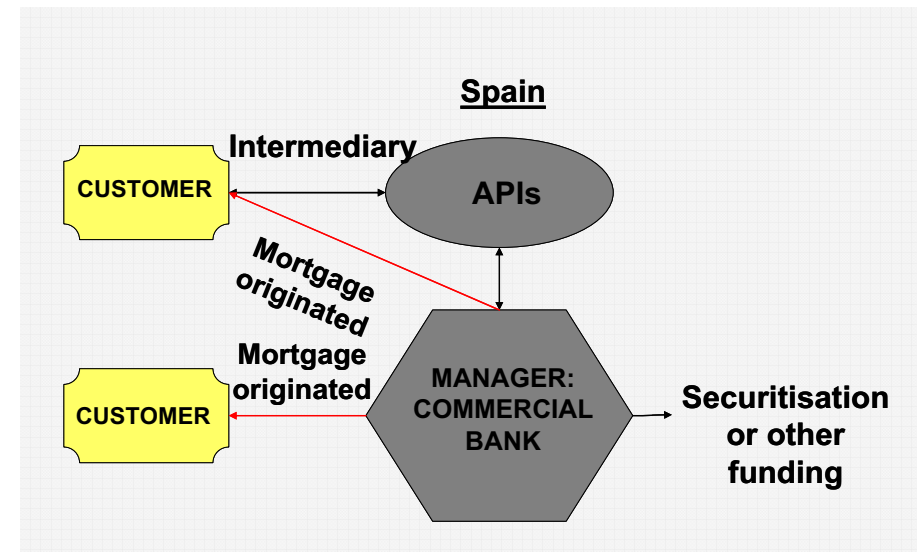 Spain
Intermediary
CUSTOMER
APIs
Mortgage
originated
Mortgage
originated
CUSTOMER
MANAGER:
COMMERCIAL
BANK
Securitisation
or other
funding